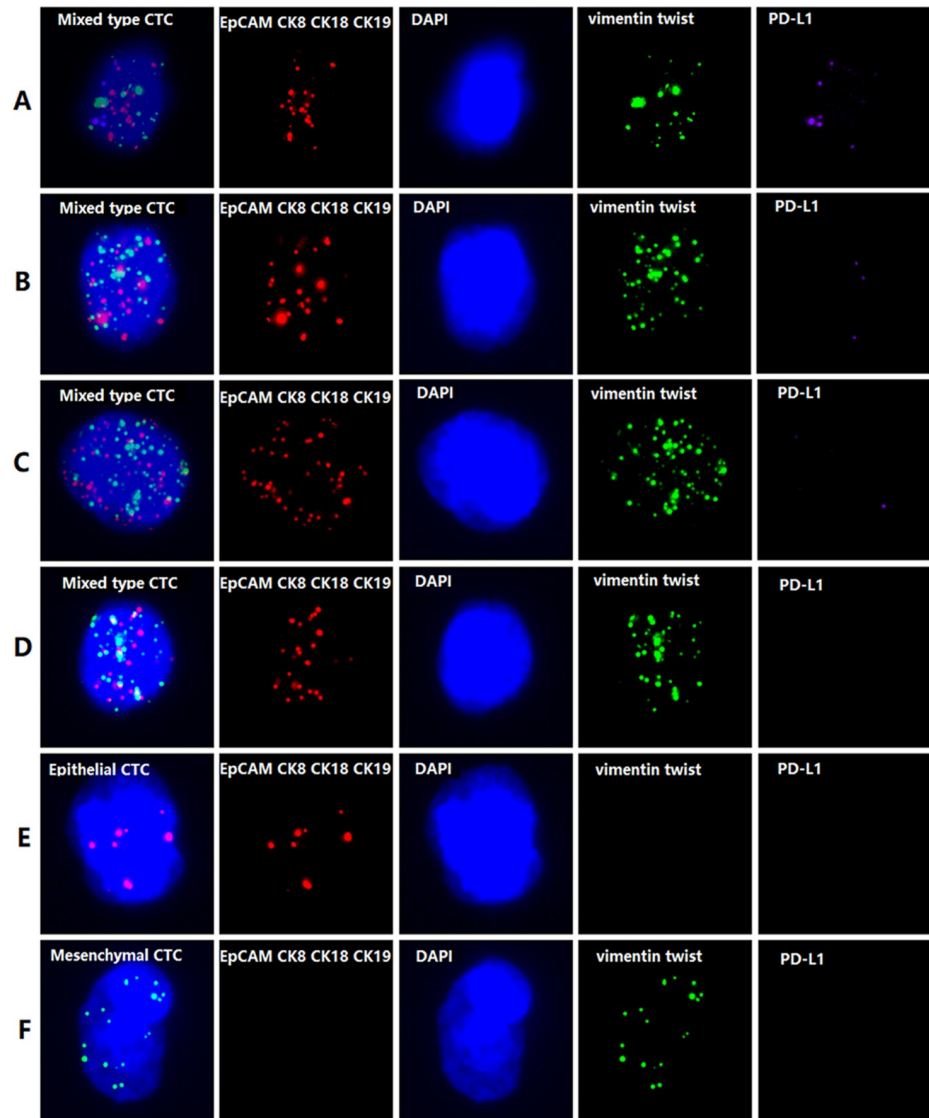 Mixed type CTC EpCAM CK8 CK18 CK19 DAPI vimentin twist PD-L1
A
Mixed type CTC EpCAM CK8 CK18 CK19 DAPI vimentin twist PD-L1
B
Mixed type CTC EpCAM CK8 CK18 CK19 DAPI vimentin twist PD-L1
C
Mixed type CTC EpCAM CK8 CK18 CK19 DAPI vimentin twist PD-L1
D
Epithelial CTC EpCAM CK8 CK18 CK19 DAPI vimentin twist PD-L1
E
Mesenchymal CTC EpCAM CK8 CK18 CK19 DAPI vimentin twist PD-L1
F